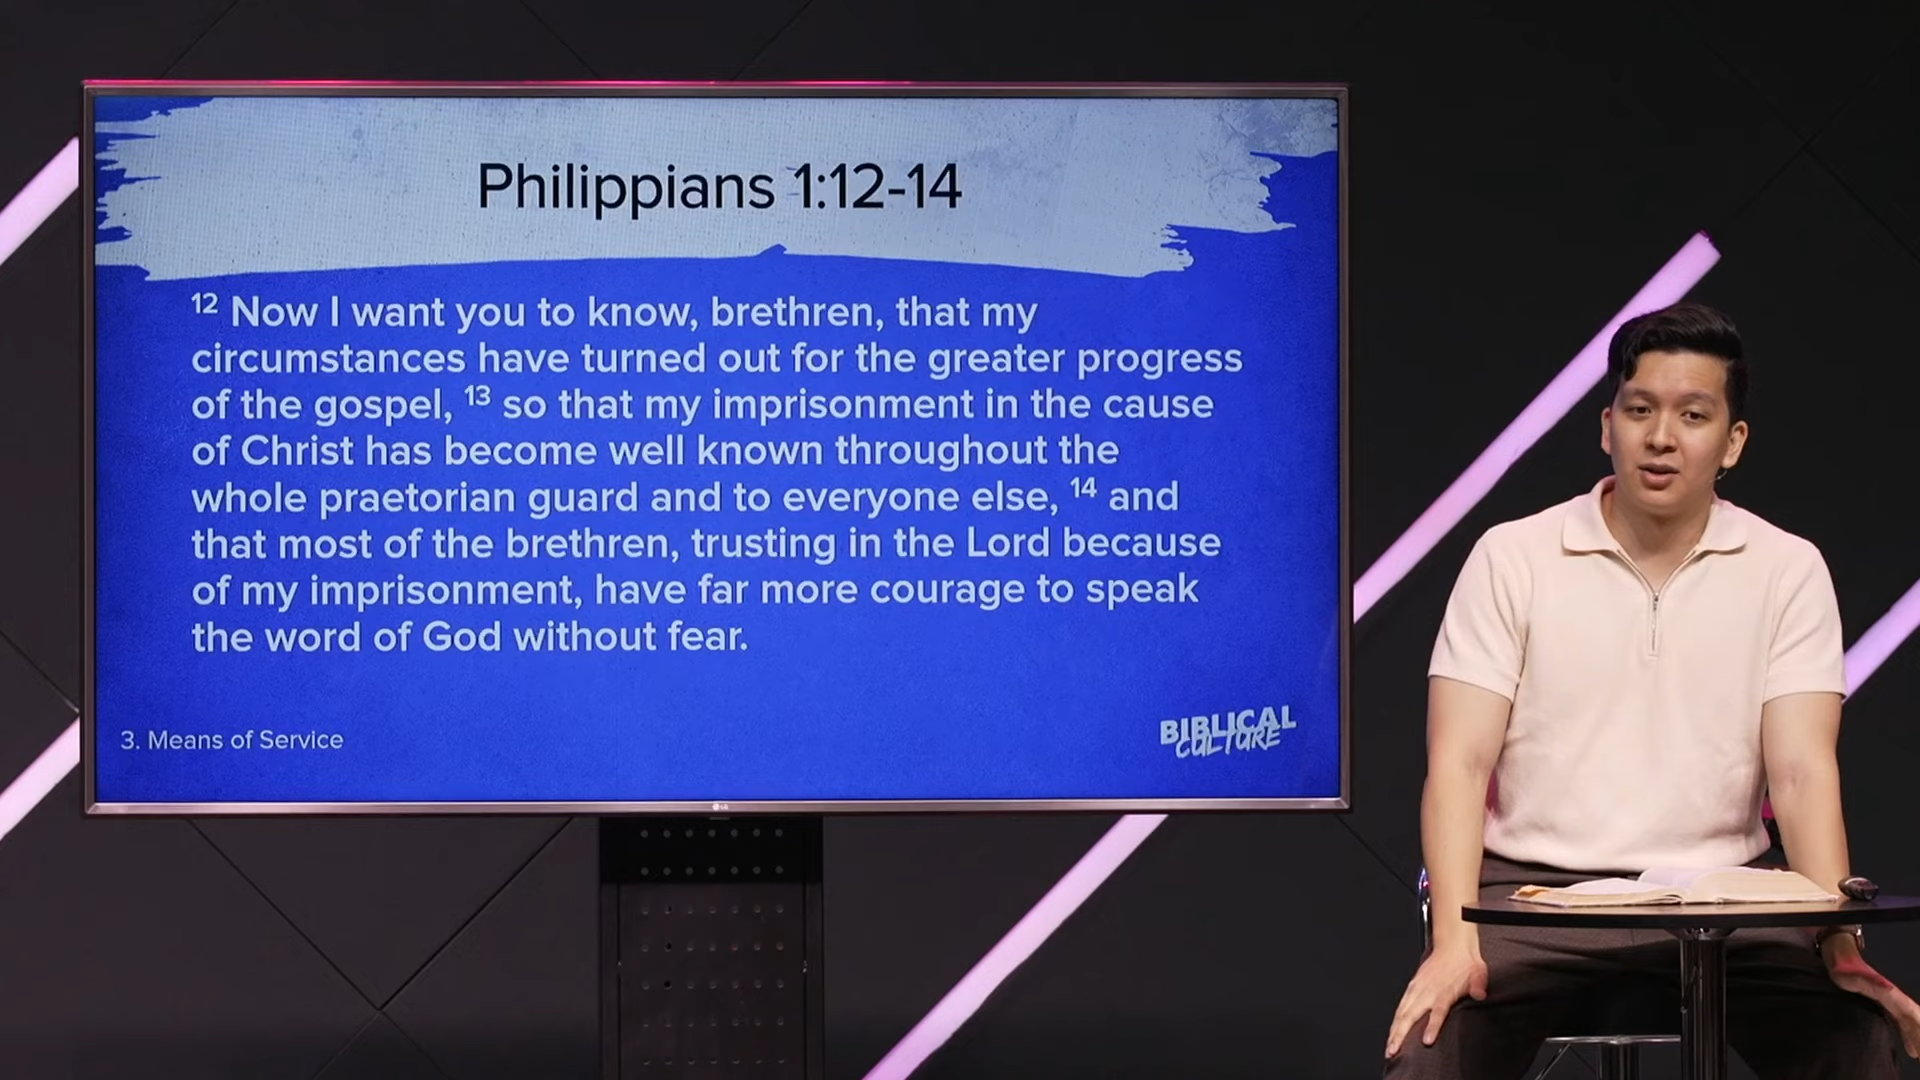 Philippians 1:12-14
12 Now I want you to know, brethren, that my
circumstances have turned out for the greater progress
of the gospel, 13 so that my imprisonment in the cause
of Christ has become well known throughout the
whole praetorian guard and to everyone else, 14 and
that most of the brethren, trusting in the Lord because
of my imprisonment, have far more courage to speak
the word of God without fear.
3. Means of Service
BIBLICAL
CULTURE
LG